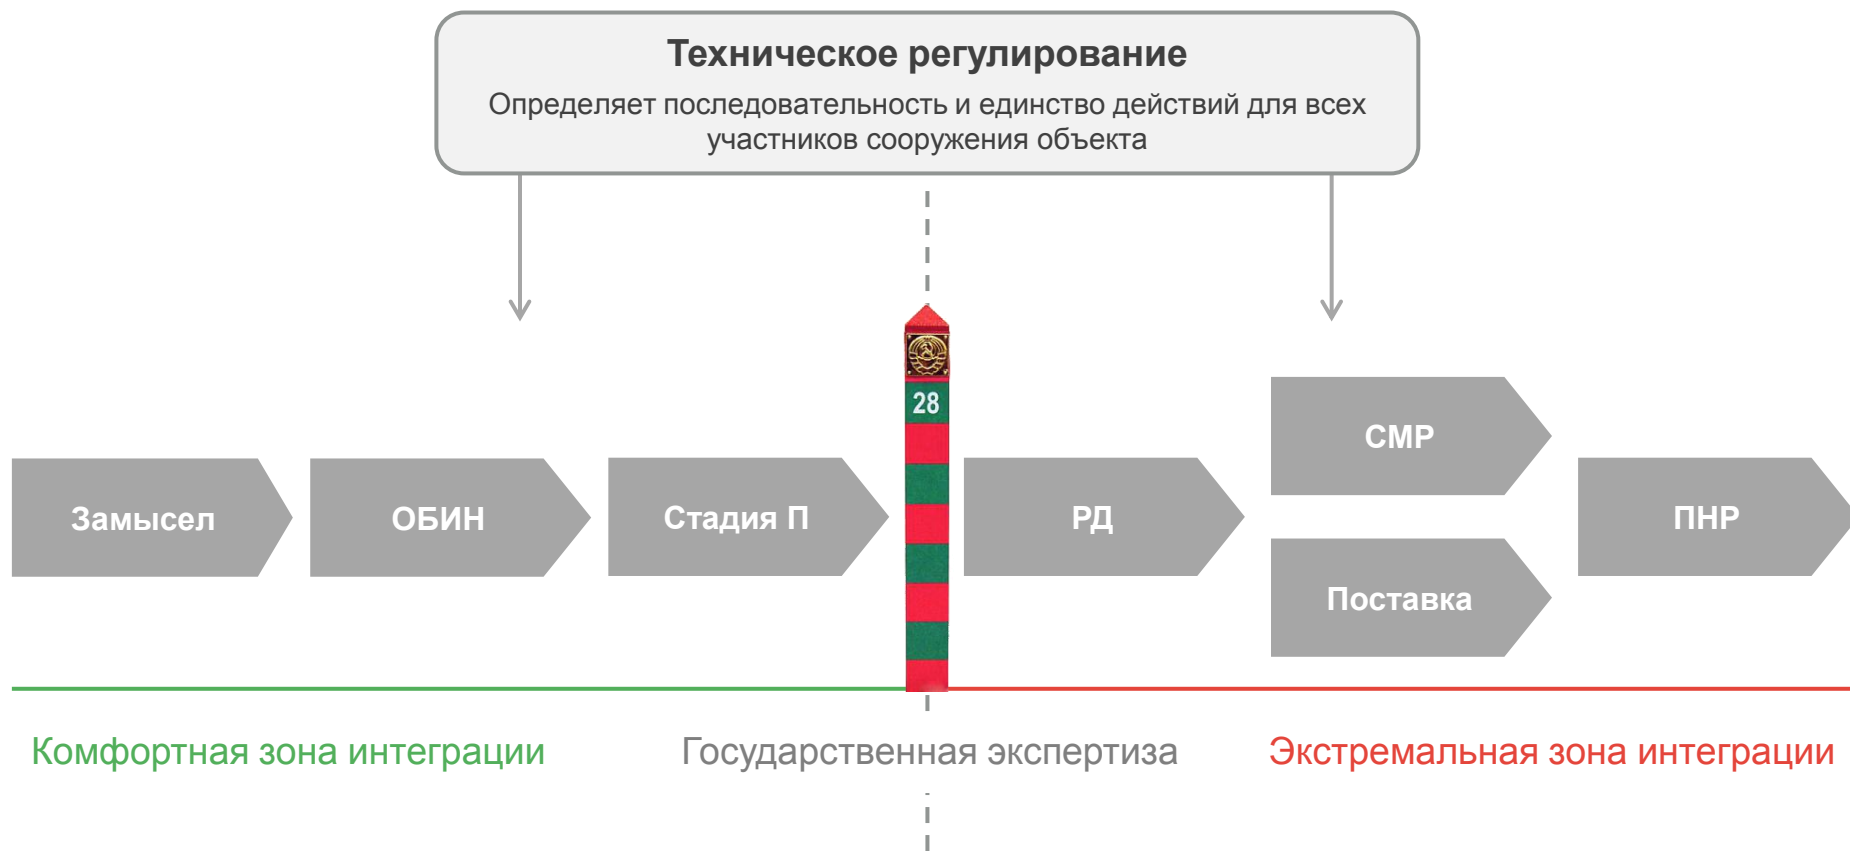 Техническое регулирование
Определяет последовательность и единство действий для всех
участников сооружения объекта
28
Замысел
ОБИН
Стадия П
РД
СМР
Поставка
ПНР
Комфортная зона интеграции
Государственная экспертиза
Экстремальная зона интеграции